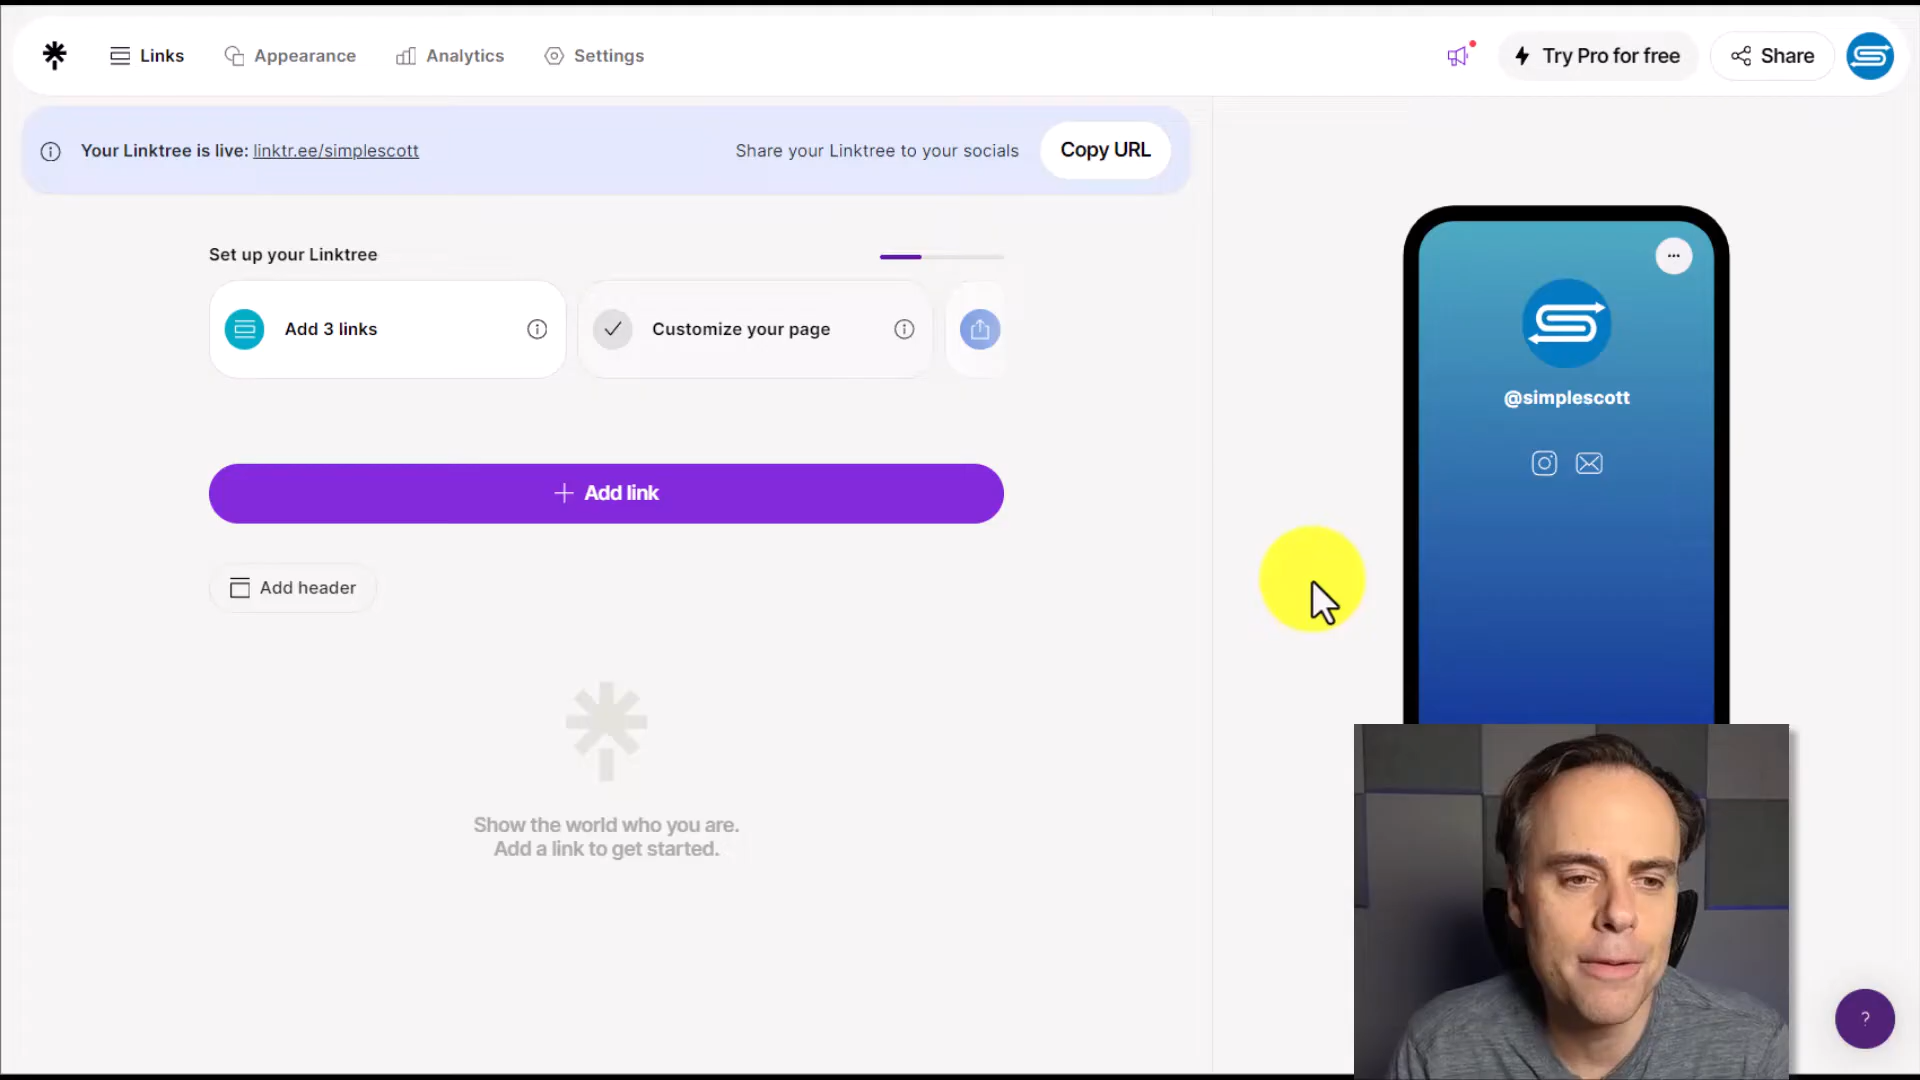 Links
Appearance
Analytics
Settings
Try Pro for free
Share
Your Linktree is live: linktr.ee/simplescott
Share your Linktree to your socials
Copy URL
Set up your Linktree
Add 3 links
Customize your page
@simplescott
+ Add link
Add header
Show the world who you are.
Add a link to get started.
?